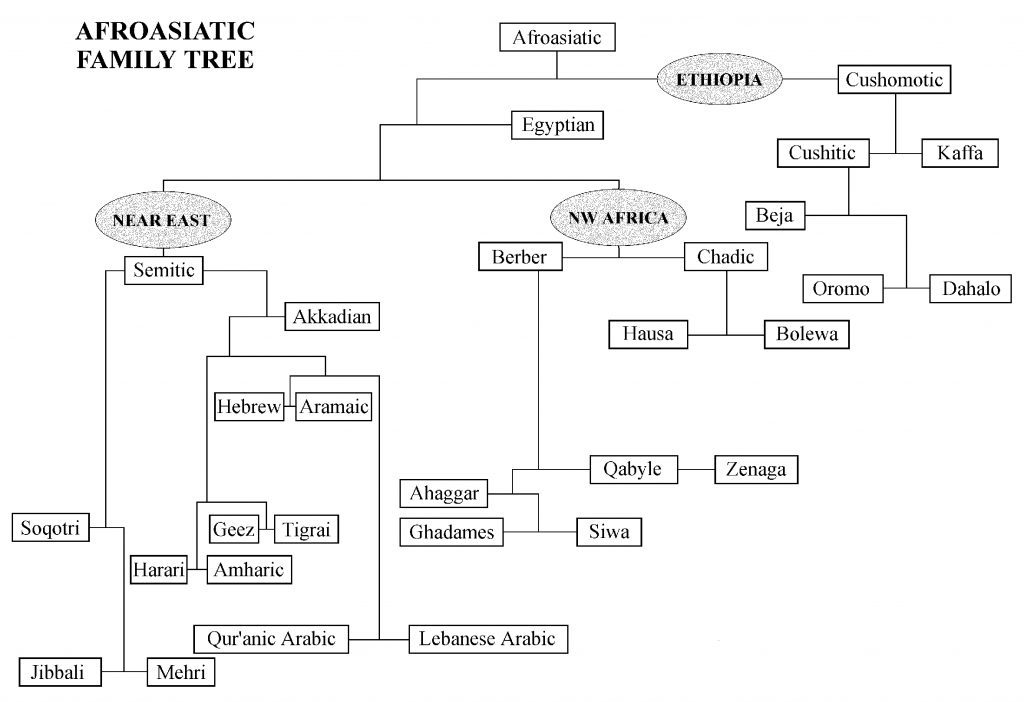 AFROASIATIC
FAMILY TREE
Afroasiatic
ETHIOPIA
Cushomotic
Egyptian
Cushitic
Kaffa
NEAR EAST
NW AFRICA
Beja
Berber
Chadic
Semitic
Oromo
Dahalo
Akkadian
Hausa
Bolewa
Hebrew
Aramaic
Qabyle
Zenaga
Ahaggar
Soqotri
Geez
Tigrai
Ghadames
Siwa
Harari
Amharic
Qur'anic Arabic
Lebanese Arabic
Jibbali
Mehri